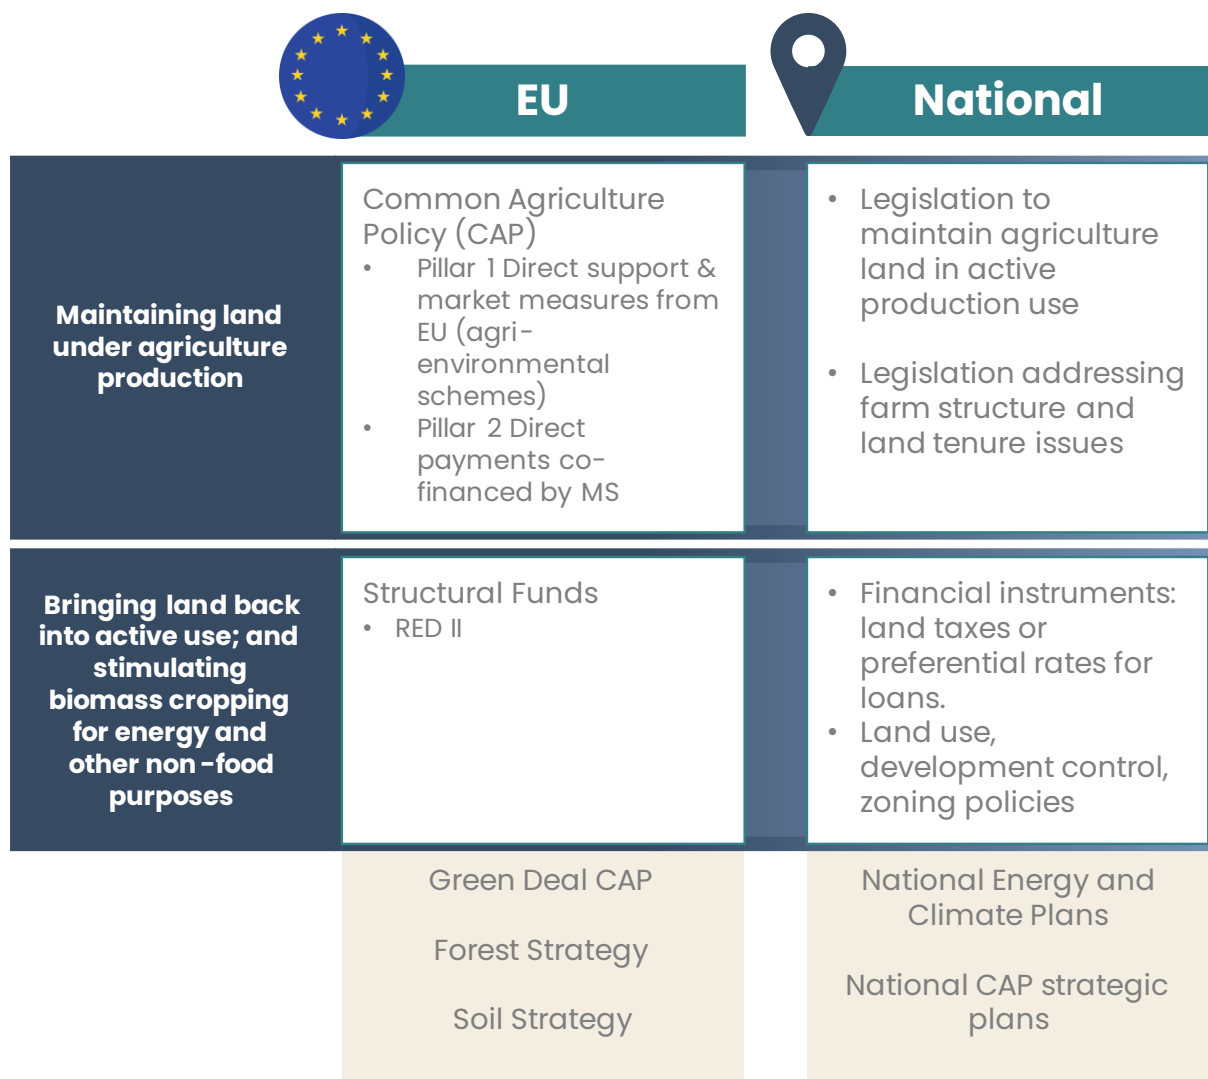 EU
National
Maintaining land
under agriculture
production
Common Agriculture
Policy (CAP)
• Pillar 1 Direct support &
market measures from
EU (agri-
environmental
schemes)
• Pillar 2 Direct
payments co-
financed by MS
• Legislation to
maintain agriculture
land in active
production use
• Legislation addressing
farm structure and
land tenure issues
Bringing land back
into active use; and
stimulating
biomass cropping
for energy and
other non-food
purposes
Structural Funds
• RED II
• Financial instruments:
land taxes or
preferential rates for
loans.
• Land use,
development control,
zoning policies
Green Deal CAP
Forest Strategy
Soil Strategy
National Energy and
Climate Plans
National CAP strategic
plans